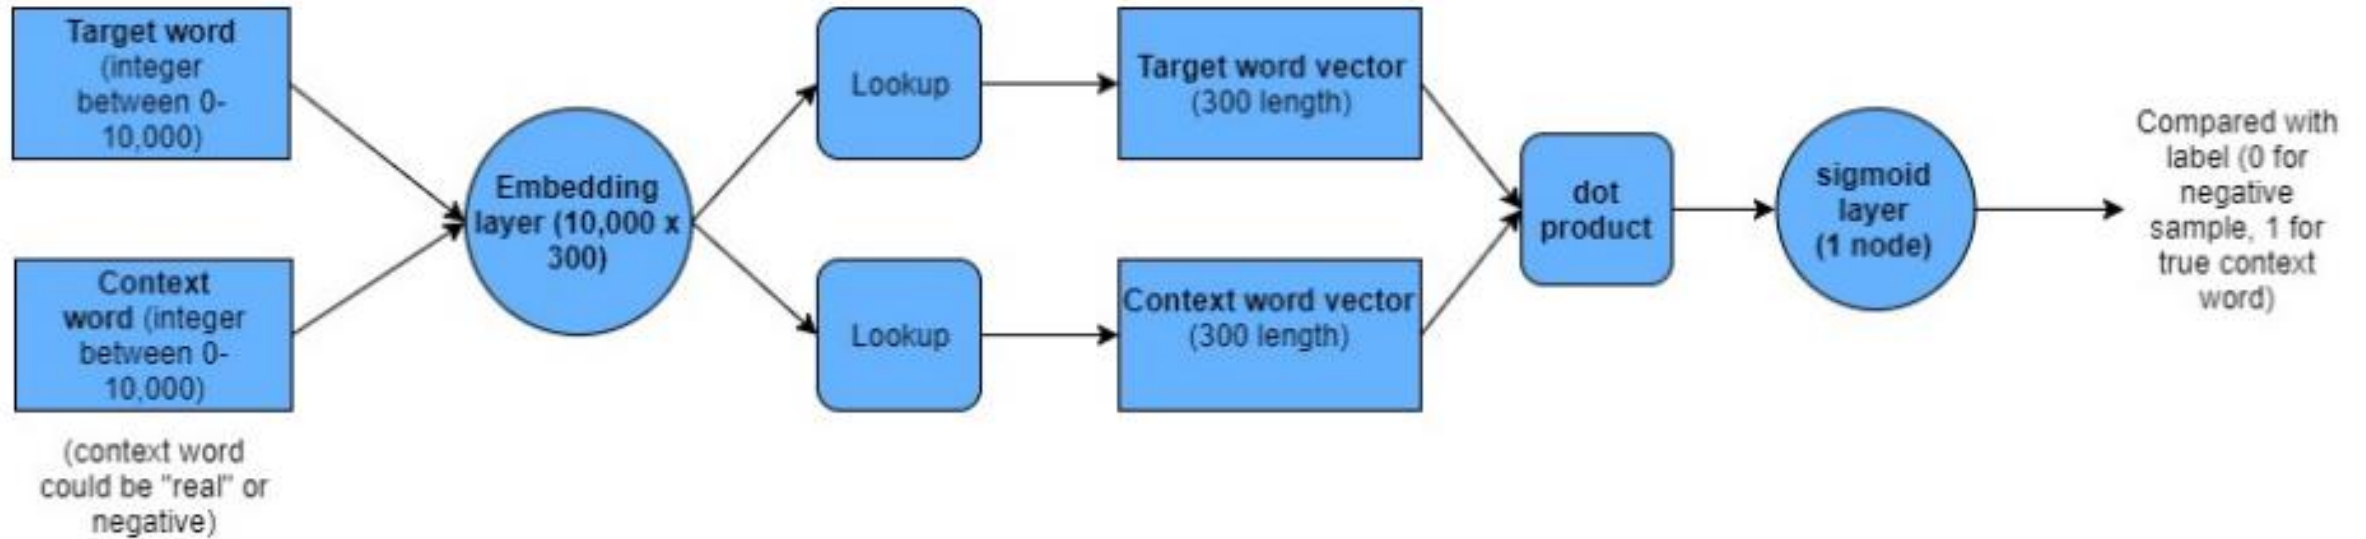 Target word
(integer
between 0-
10,000)
Context
word (integer
between 0-
10,000)
(context word
could be "real" or
negative)
Embedding
layer (10,000 x
300)
Lookup
Lookup
Target word vector
(300 length)
Context word vector
(300 length)
dot
product
sigmoid
layer
(1 node)
Compared with
label (0 for
negative
sample, 1 for
true context
word)